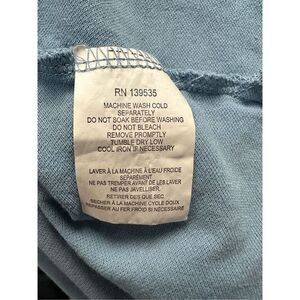 RN 139535
MACHINE WASH COLD
SEPARATELY
DO NOT SOAK BEFORE WASHING
DO NOT BLEACH
REMOVE PROMPTLY
TUMBLE DRY LOW
COOL IRON IF NECESSARY
LAVER À LA MACHINE À L'EAU FROIDE
SÉPARÉMENT
NE PAS TREMPER AVANT DE LES LAVER
NE PAS JAVELLISER
RETIRER DÈS QUE SEC
SÉCHER À LA MACHINE CYCLE DOUX
REPASSER AU FER FROID SI NÉCESSAIRE